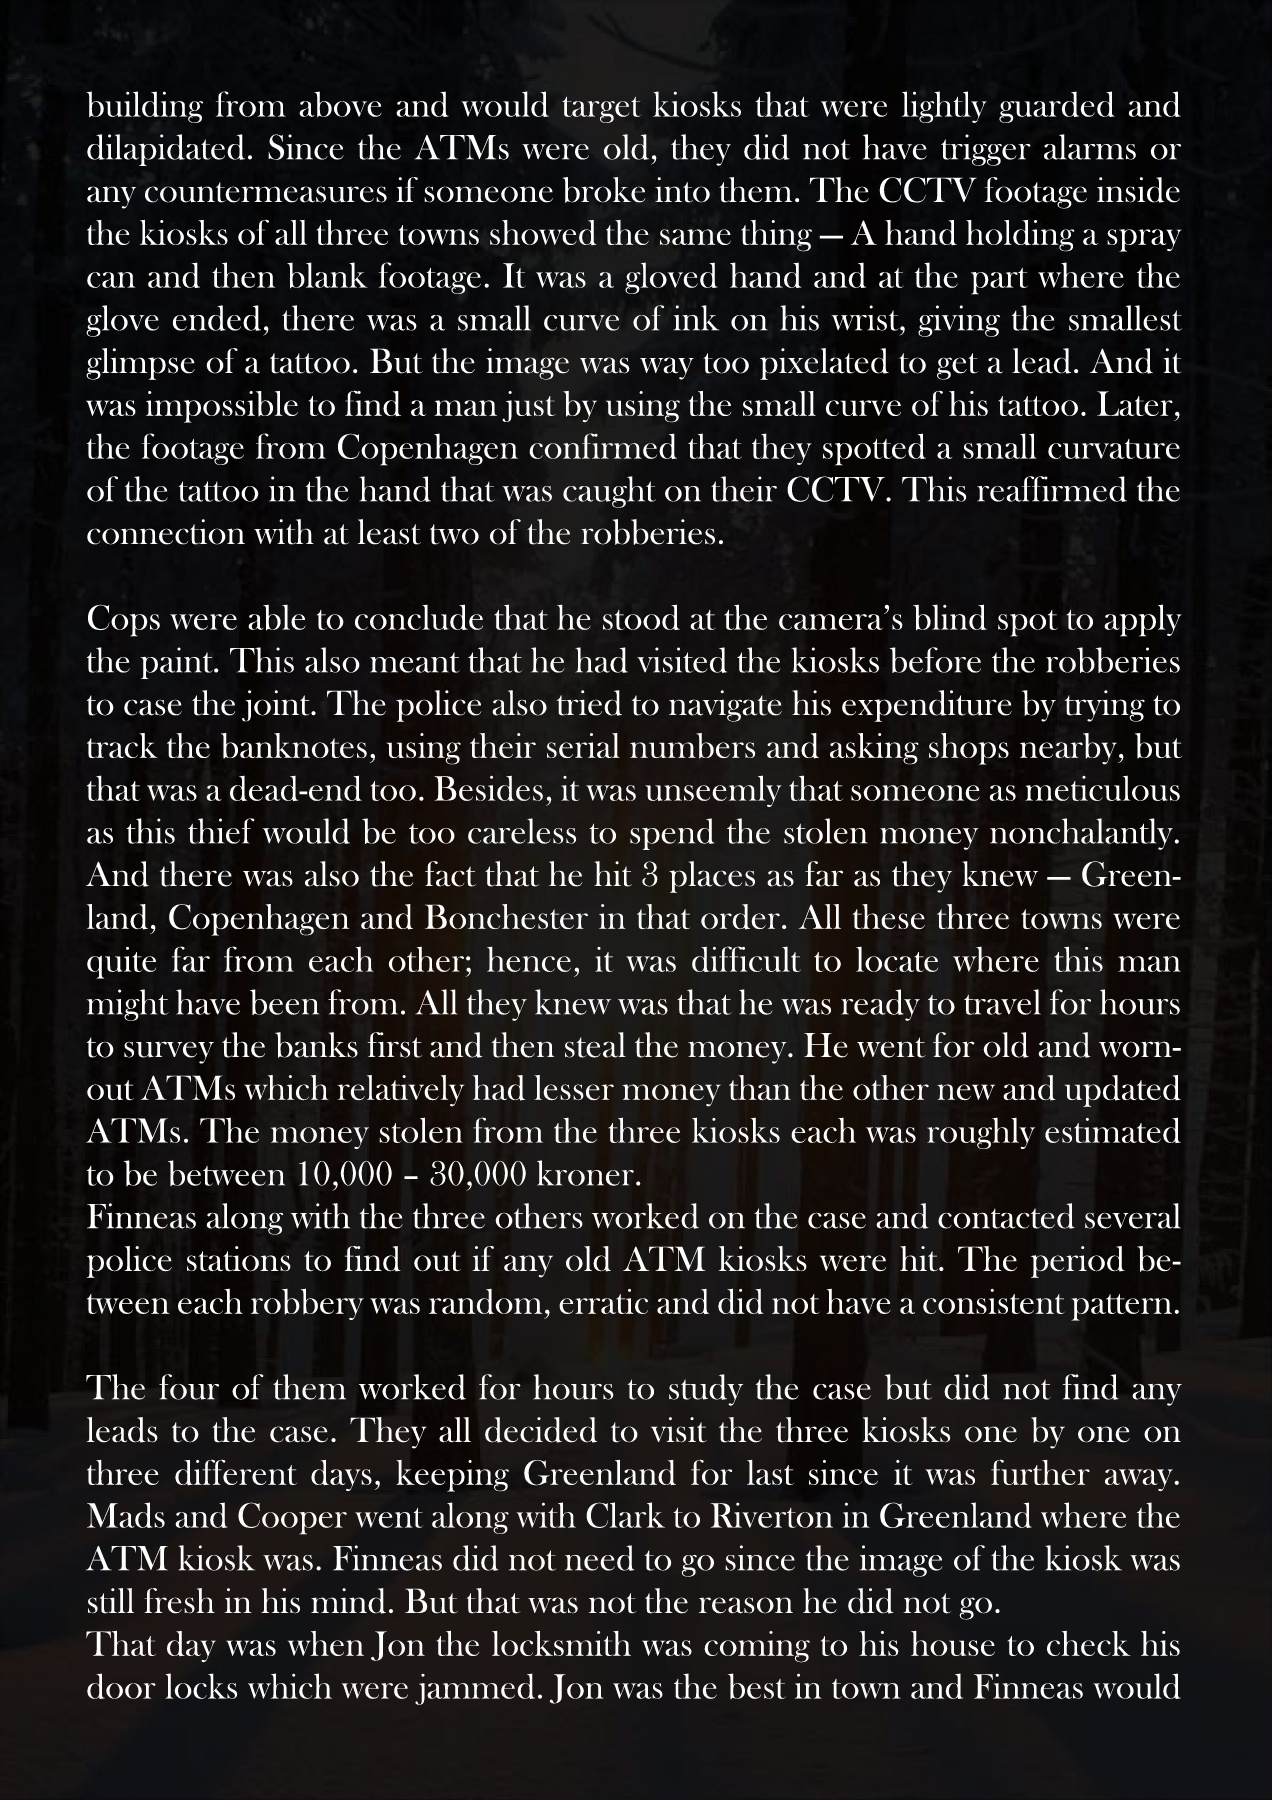 building from above and would target kiosks that were lightly guarded and
dilapidated. Since the ATMs were old, they did not have trigger alarms or
any countermeasures if someone broke into them. The CCTV footage inside
the kiosks of all three towns showed the same thing — A hand holding a spray
can and then blank footage. It was a gloved hand and at the part where the
glove ended, there was a small curve of ink on his wrist, giving the smallest
glimpse of a tattoo. But the image was way too pixelated to get a lead. And it
was impossible to find a man just by using the small curve of his tattoo. Later,
the footage from Copenhagen confirmed that they spotted a small curvature
of the tattoo in the hand that was caught on their CCTV. This reaffirmed the
connection with at least two of the robberies.
Cops were able to conclude that he stood at the camera’s blind spot to apply
the paint. This also meant that he had visited the kiosks before the robberies
to case the joint. The police also tried to navigate his expenditure by trying to
track the banknotes, using their serial numbers and asking shops nearby, but
that was a dead-end too. Besides, it was unseemly that someone as meticulous
as this thief would be too careless to spend the stolen money nonchalantly.
And there was also the fact that he hit 3 places as far as they knew — Green-
land, Copenhagen and Bonchester in that order. All these three towns were
quite far from each other; hence, it was difficult to locate where this man
might have been from. All they knew was that he was ready to travel for hours
to survey the banks first and then steal the money. He went for old and worn-
out ATMs which relatively had lesser money than the other new and updated
ATMs. The money stolen from the three kiosks each was roughly estimated
to be between 10,000 – 30,000 kroner.
Finneas along with the three others worked on the case and contacted several
police stations to find out if any old ATM kiosks were hit. The period be-
tween each robbery was random, erratic and did not have a consistent pattern.
The four of them worked for hours to study the case but did not find any
leads to the case. They all decided to visit the three kiosks one by one on
three different days, keeping Greenland for last since it was further away.
Mads and Cooper went along with Clark to Riverton in Greenland where the
ATM kiosk was. Finneas did not need to go since the image of the kiosk was
still fresh in his mind. But that was not the reason he did not go.
That day was when Jon the locksmith was coming to his house to check his
door locks which were jammed. Jon was the best in town and Finneas would